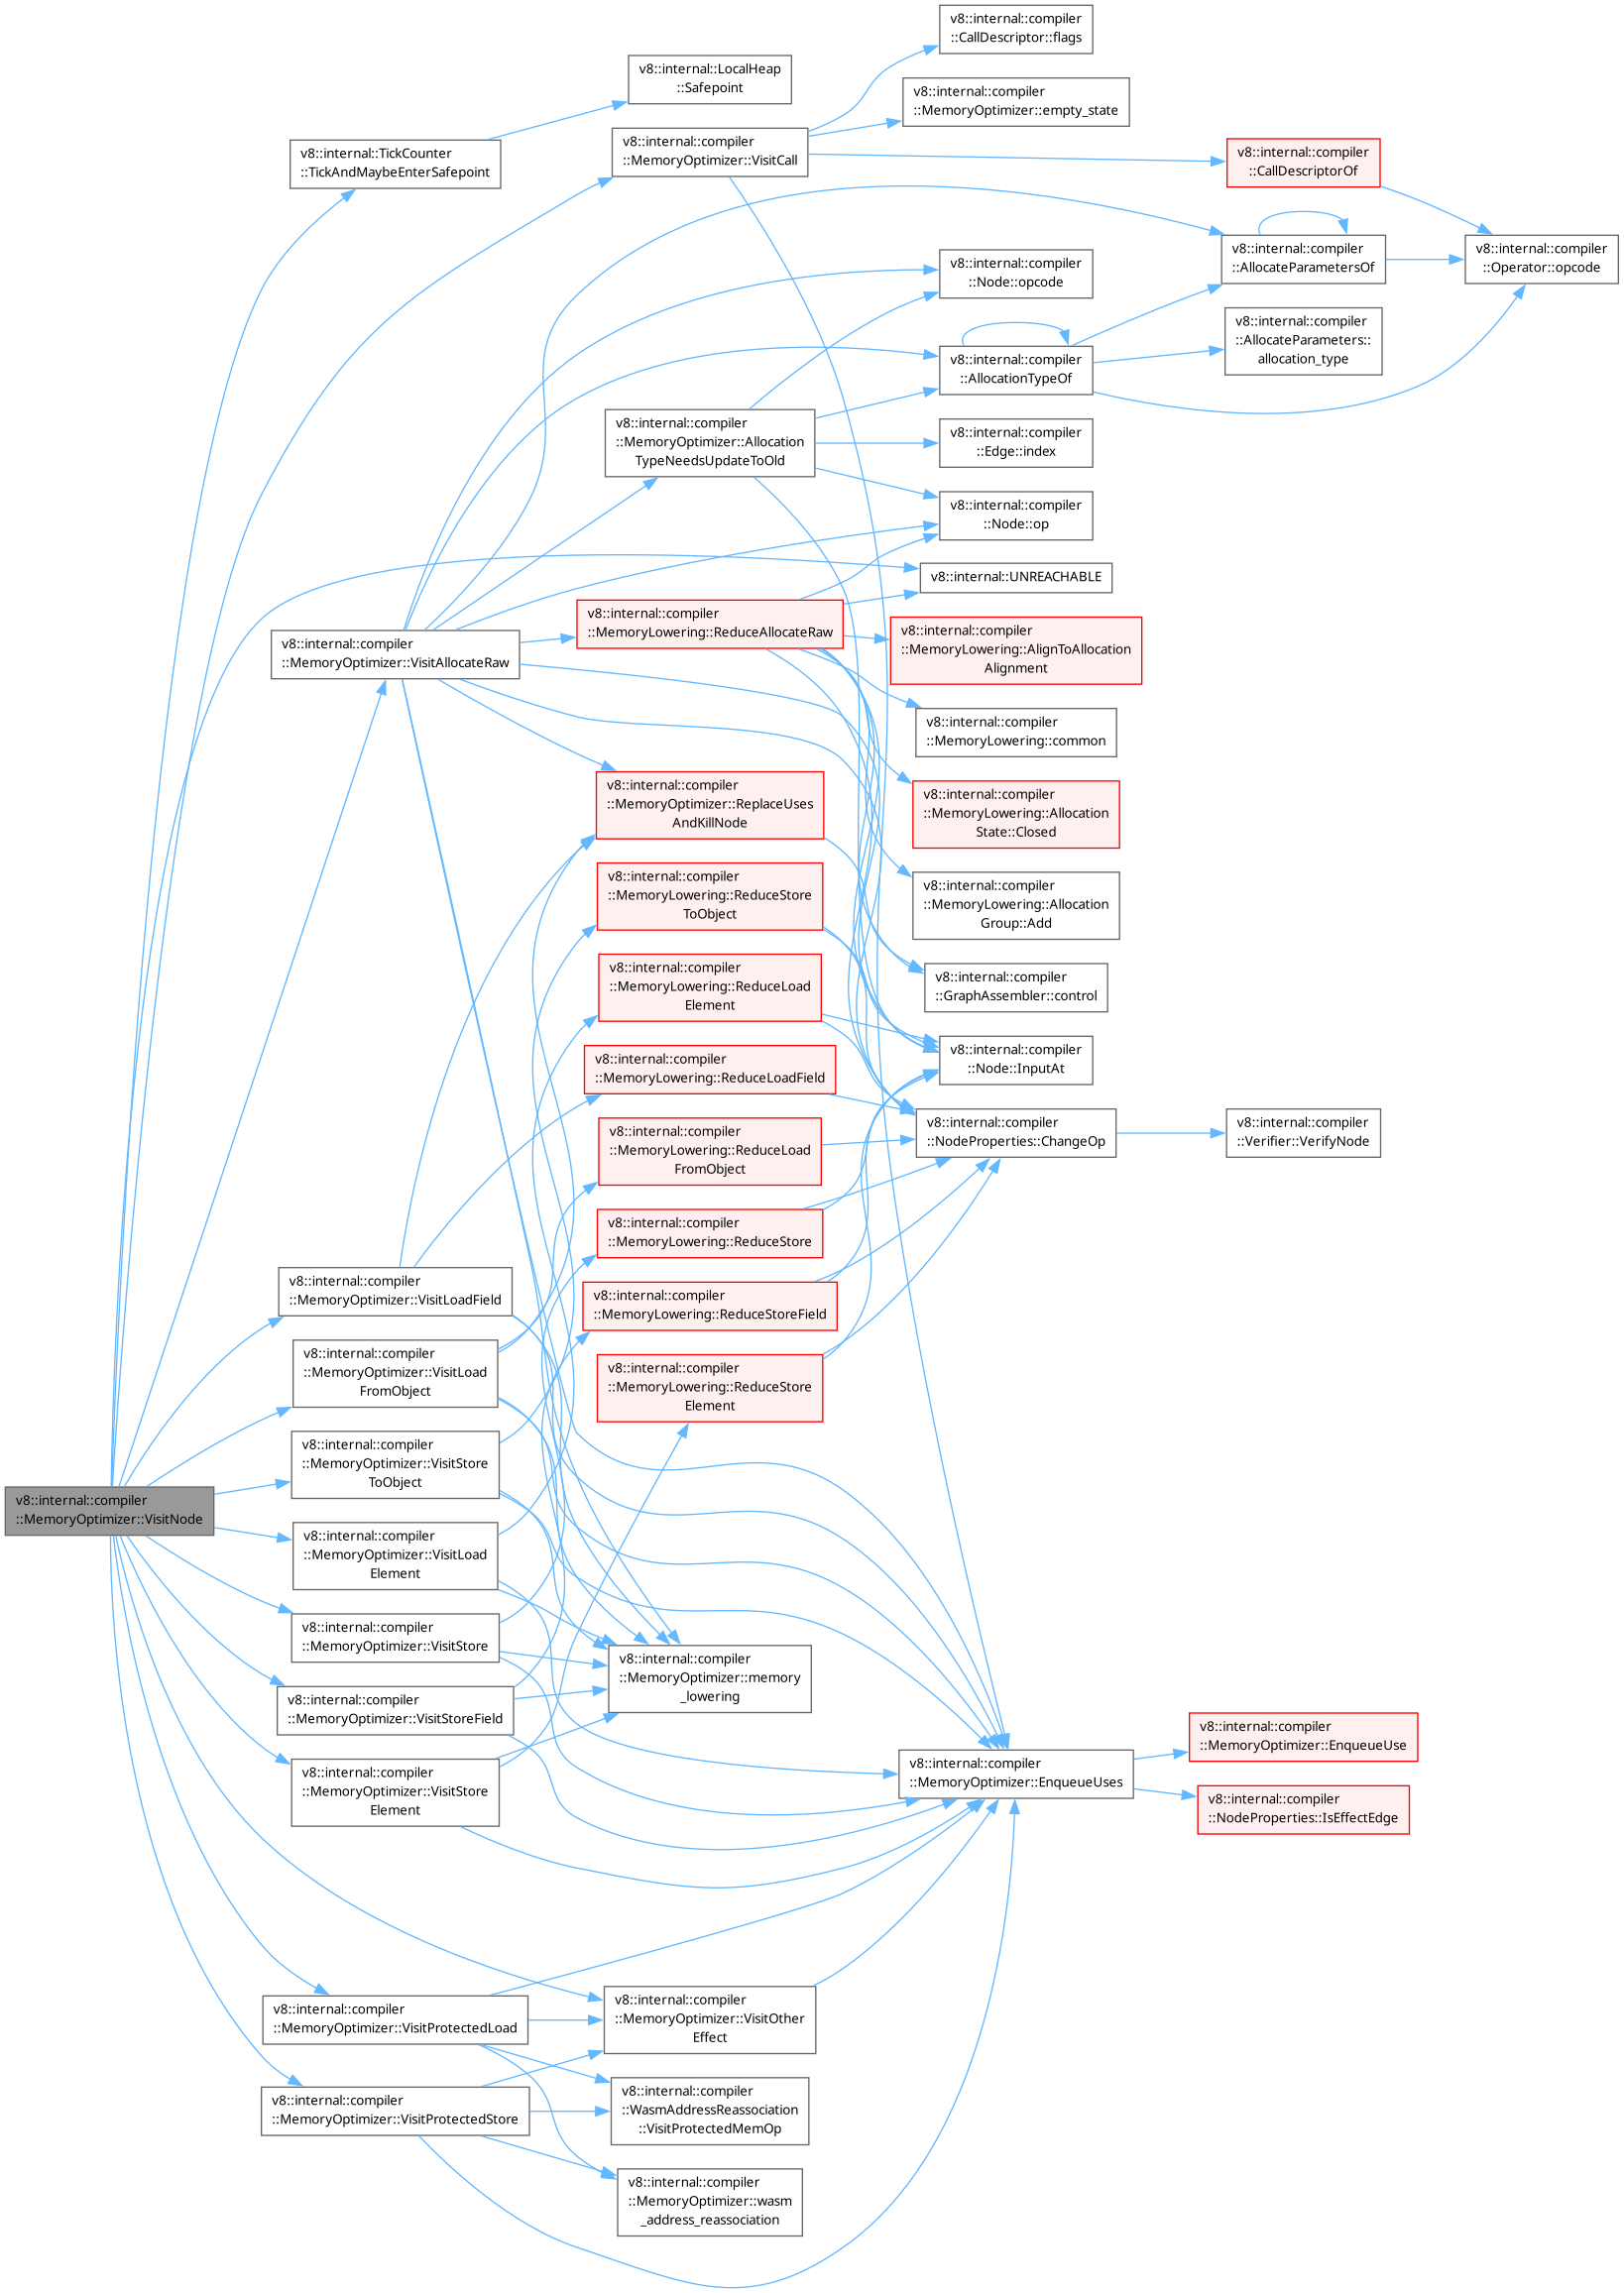 v8::internal::compiler
::CallDescriptor::flags
v8::internal::LocalHeap
::Safepoint
v8::internal::compiler
::MemoryOptimizer::empty_state
v8::internal::TickCounter
::TickAndMaybeEnterSafepoint
v8::internal::compiler
::MemoryOptimizer::VisitCall
v8::internal::compiler
::CallDescriptorOf
v8::internal::compiler
::Node::opcode
v8::internal::compiler
::AllocateParametersOf
v8::internal::compiler
::Operator::opcode
v8::internal::compiler
::AllocationTypeOf
v8::internal::compiler
::AllocateParameters::
allocation_type
v8::internal::compiler
::MemoryOptimizer::Allocation
TypeNeedsUpdateToOld
v8::internal::compiler
::Edge::index
v8::internal::compiler
::Node::op
v8::internal::UNREACHABLE
v8::internal::compiler
::MemoryOptimizer::VisitAllocateRaw
v8::internal::compiler
::MemoryLowering::ReduceAllocateRaw
v8::internal::compiler
::MemoryLowering::AlignToAllocation
Alignment
v8::internal::compiler
::MemoryLowering::common
v8::internal::compiler
::MemoryOptimizer::ReplaceUses
AndKillNode
v8::internal::compiler
::MemoryLowering::Allocation
State::Closed
v8::internal::compiler
::MemoryLowering::ReduceStore
ToObject
v8::internal::compiler
::MemoryLowering::Allocation
Group::Add
v8::internal::compiler
::MemoryLowering::ReduceLoad
Element
v8::internal::compiler
::GraphAssembler::control
v8::internal::compiler
::MemoryLowering::ReduceLoadField
v8::internal::compiler
::Node::InputAt
v8::internal::compiler
::MemoryLowering::ReduceLoad
FromObject
v8::internal::compiler
::NodeProperties::ChangeOp
v8::internal::compiler
::Verifier::VerifyNode
v8::internal::compiler
::MemoryLowering::ReduceStore
v8::internal::compiler
::MemoryOptimizer::VisitLoadField
v8::internal::compiler
::MemoryLowering::ReduceStoreField
v8::internal::compiler
::MemoryOptimizer::VisitLoad
FromObject
v8::internal::compiler
::MemoryLowering::ReduceStore
Element
v8::internal::compiler
::MemoryOptimizer::VisitStore
ToObject
v8::internal::compiler
::MemoryOptimizer::VisitNode
v8::internal::compiler
::MemoryOptimizer::VisitLoad
Element
v8::internal::compiler
::MemoryOptimizer::VisitStore
v8::internal::compiler
::MemoryOptimizer::memory
_lowering
v8::internal::compiler
::MemoryOptimizer::VisitStoreField
v8::internal::compiler
::MemoryOptimizer::EnqueueUse
v8::internal::compiler
::MemoryOptimizer::EnqueueUses
v8::internal::compiler
::MemoryOptimizer::VisitStore
Element
v8::internal::compiler
::NodeProperties::IsEffectEdge
v8::internal::compiler
::MemoryOptimizer::VisitProtectedLoad
v8::internal::compiler
::MemoryOptimizer::VisitOther
Effect
v8::internal::compiler
::MemoryOptimizer::VisitProtectedStore
v8::internal::compiler
::WasmAddressReassociation
::VisitProtectedMemOp
v8::internal::compiler
::MemoryOptimizer::wasm
_address_reassociation